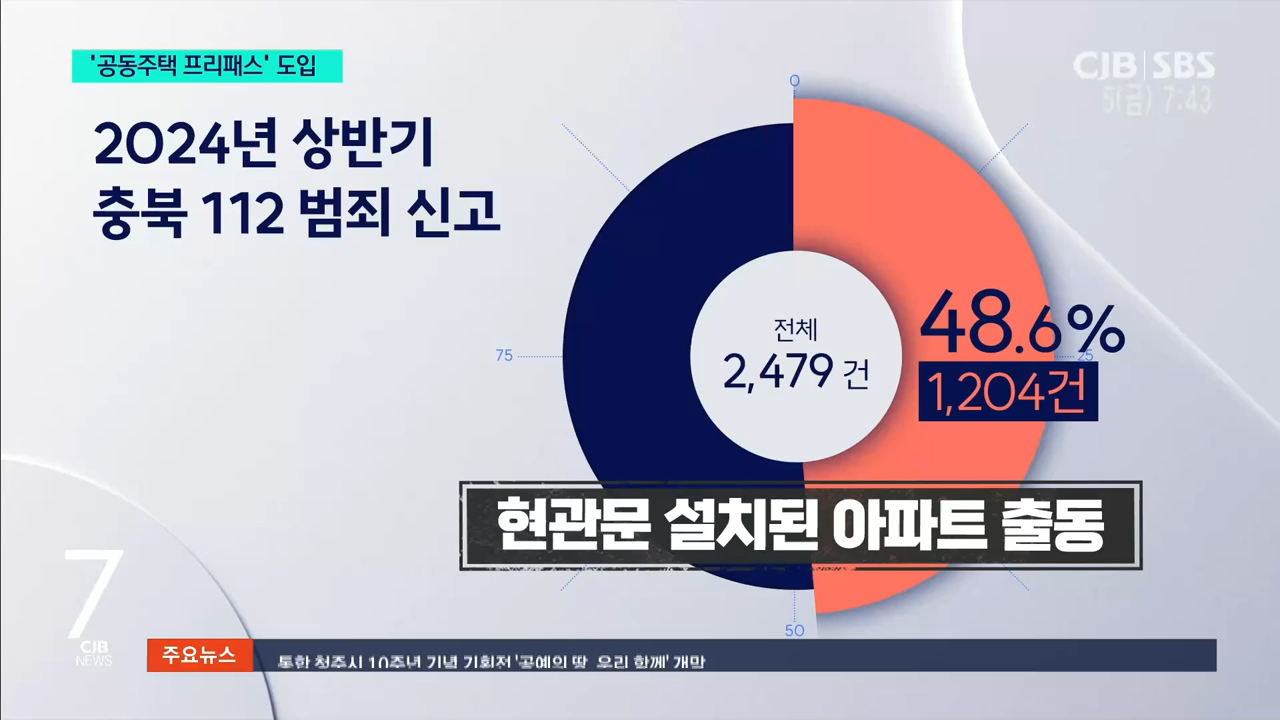 '공동주택 프리패스' 도입
CJB SBS
5(금) 7:43
2024년 상반기
충북 112 범죄 신고
0
75
전체
2,479 건
48.6%
25
1,204건
현관문 설치된 아파트 출동
50
7
CJB
NEWS
주요뉴스
통합 청주시 10주년 기념 기획전 '공예의 땅, 우리 함께' 개막